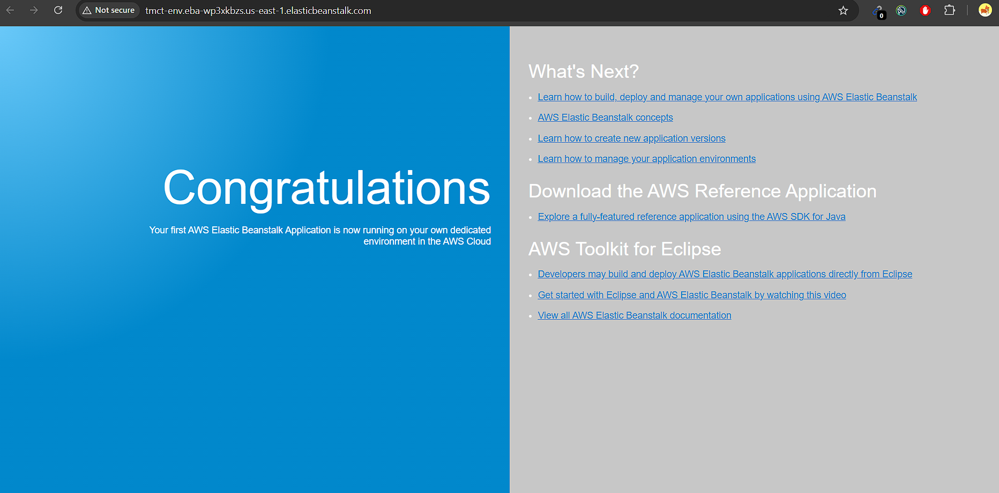 Not secure
tmct-env.eba-wp3xkbzs.us-east-1.elasticbeanstalk.com
0
Congratulations
Your first AWS Elastic Beanstalk Application is now running on your own dedicated
environment in the AWS Cloud
What's Next?
Learn how to build, deploy and manage your own applications using AWS Elastic Beanstalk
AWS Elastic Beanstalk concepts
Learn how to create new application versions
Learn how to manage your application environments
Download the AWS Reference Application
Explore a fully-featured reference application using the AWS SDK for Java
AWS Toolkit for Eclipse
Developers may build and deploy AWS Elastic Beanstalk applications directly from Eclipse
Get started with Eclipse and AWS Elastic Beanstalk by watching this video
View all AWS Elastic Beanstalk documentation